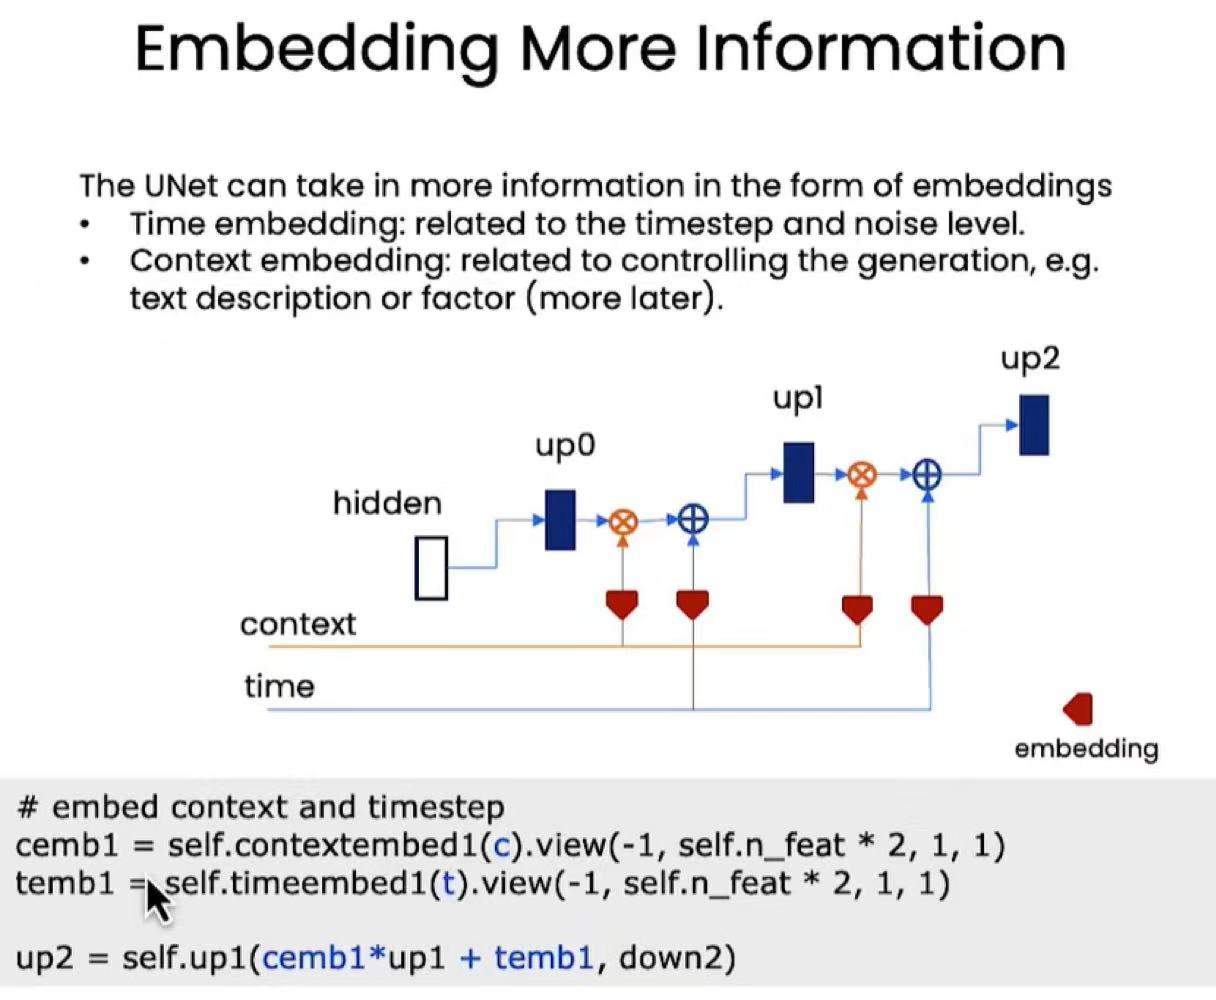 Embedding More Information
The UNet can take in more information in the form of embeddings
• Time embedding: related to the timestep and noise level.
• Context embedding: related to controlling the generation, e.g.
text description or factor (more later).
up2
up1
up0
hidden
context
time
embedding
# embed context and timestep
cemb1 = self.contextembed1(c).view(-1, self.n_feat * 2, 1, 1)
temb1 = self.timeembed1(t).view(-1, self.n_feat * 2, 1, 1)
up2 = self.up1(cemb1*up1 + temb1, down2)